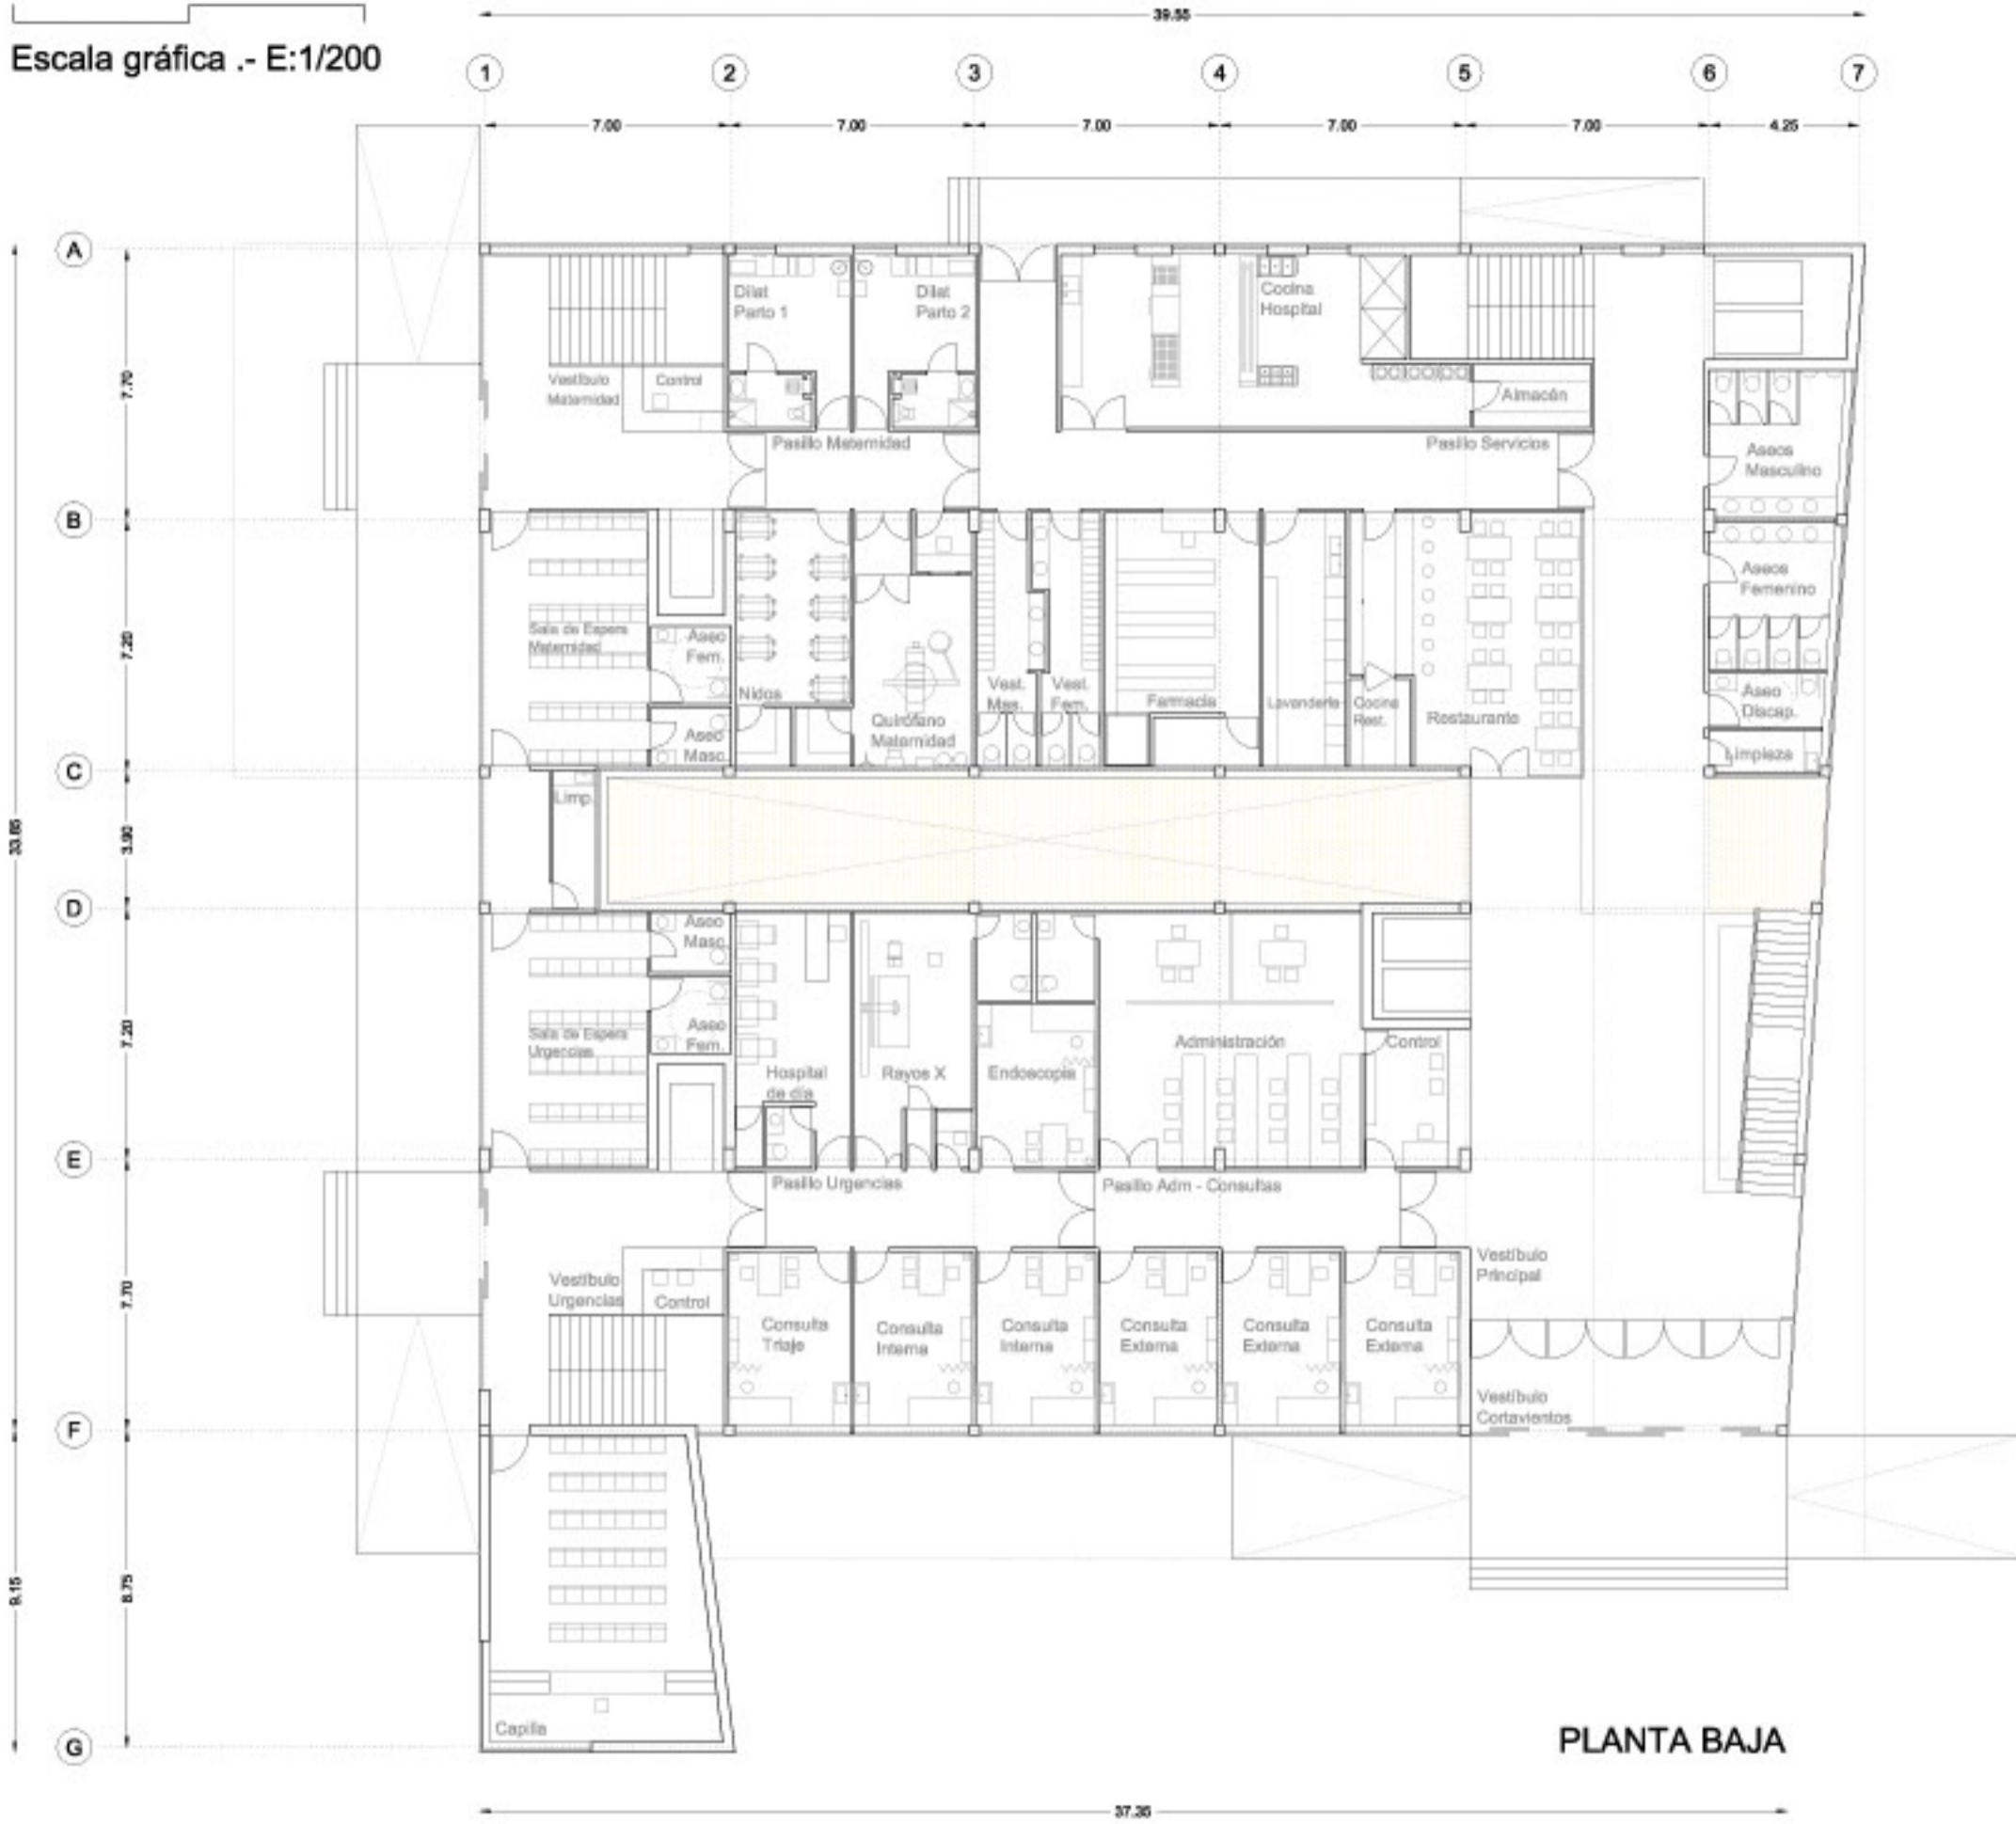 39.55
Escala gráfica .- E:1/200
1
2
3
4
5
6
7
7.00
7.00
7.00
7.00
7.00
4.25
A
Dilat
Parto 1
Dilat
Parto 2
Cocina
Hospital
7.70
Vestíbulo
Maternidad
Control
Almacén
Pasillo Maternidad
Pasillo Servicios
Aseos
Masculino
B
Aseos
Femenino
7.20
Sala de Espera
Maternidad
Aseo
Fem.
Nidos
Vest.
Mas.
Vest.
Fem.
Farmacia
Lavandería
Cocina
Rest.
Restaurante
Aseo
Discap.
Quirófano
Maternidad
Aseo
Masc.
Limpieza
C
Limp.
33.65
3.90
D
Aseo
Masc.
7.20
Sala de Espera
Urgencias
Aseo
Fem.
Hospital
de día
Rayos X
Endoscopia
Administración
Control
E
Pasillo Urgencias
Pasillo Adm - Consultas
Vestíbulo
Principal
7.70
Vestíbulo
Urgencias
Control
Consulta
Triaje
Consulta
Interna
Consulta
Interna
Consulta
Externa
Consulta
Externa
Consulta
Externa
Vestíbulo
Cortavientos
F
9.15
8.75
Capilla
G
PLANTA BAJA
37.35